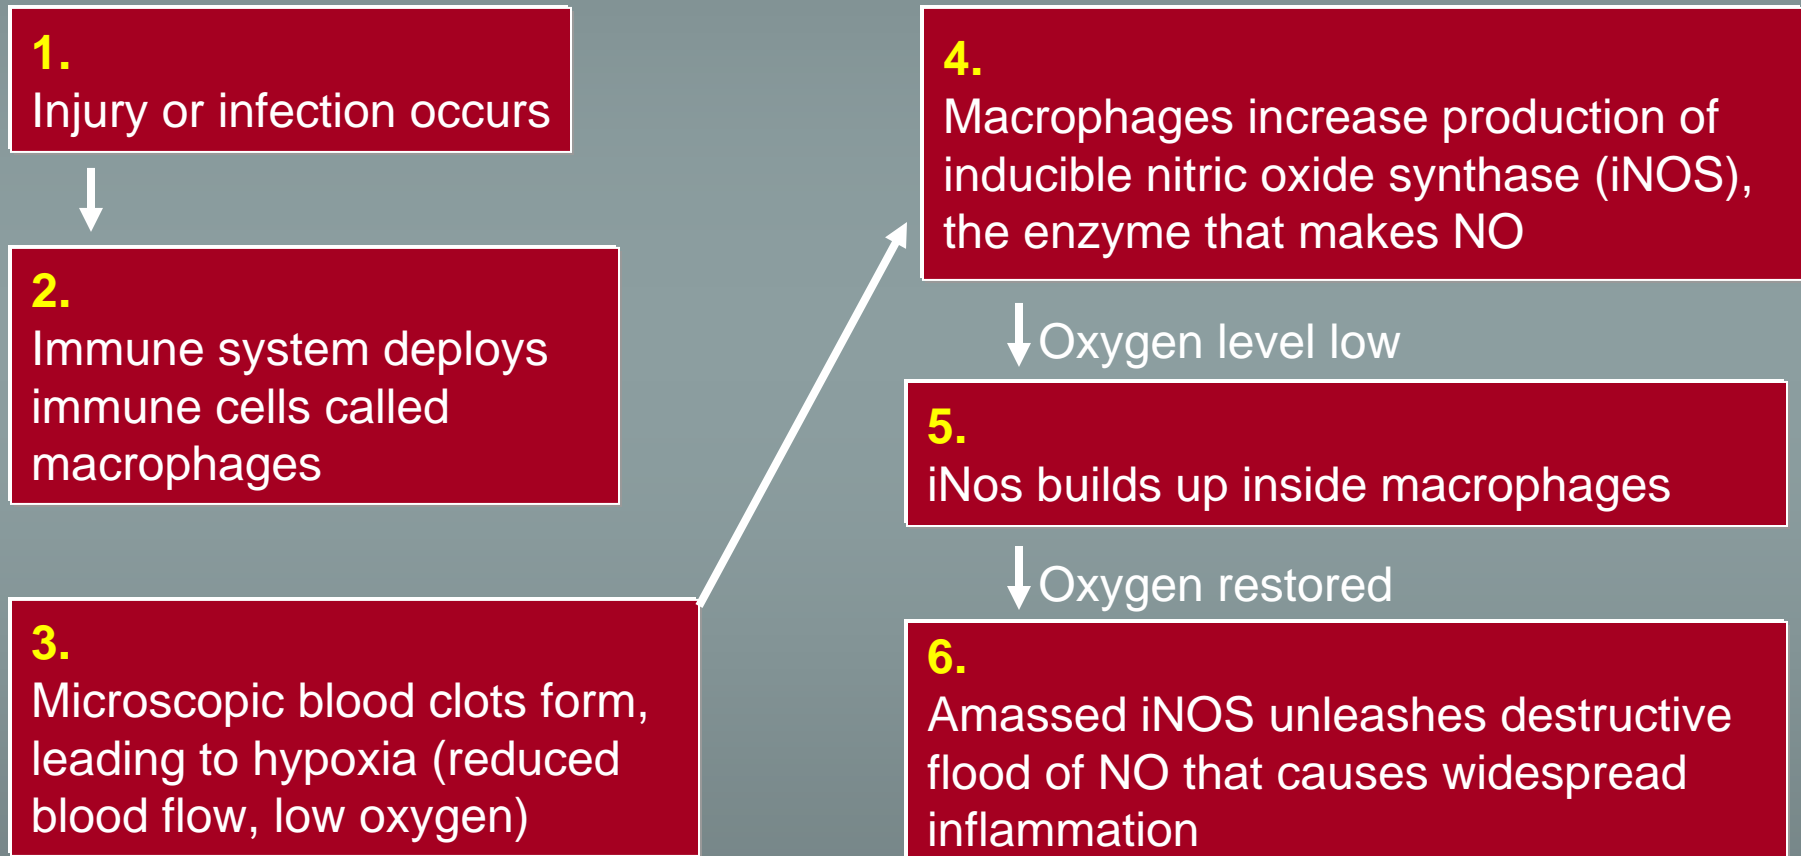 1.
Injury or infection occurs
2.
Immune system deploys
immune cells called
macrophages
3.
Microscopic blood clots form,
leading to hypoxia (reduced
blood flow, low oxygen)
4.
Macrophages increase production of
inducible nitric oxide synthase (iNOS),
the enzyme that makes NO
Oxygen level low
5.
iNos builds up inside macrophages
Oxygen restored
6.
Amassed iNOS unleashes destructive
flood of NO that causes widespread
inflammation